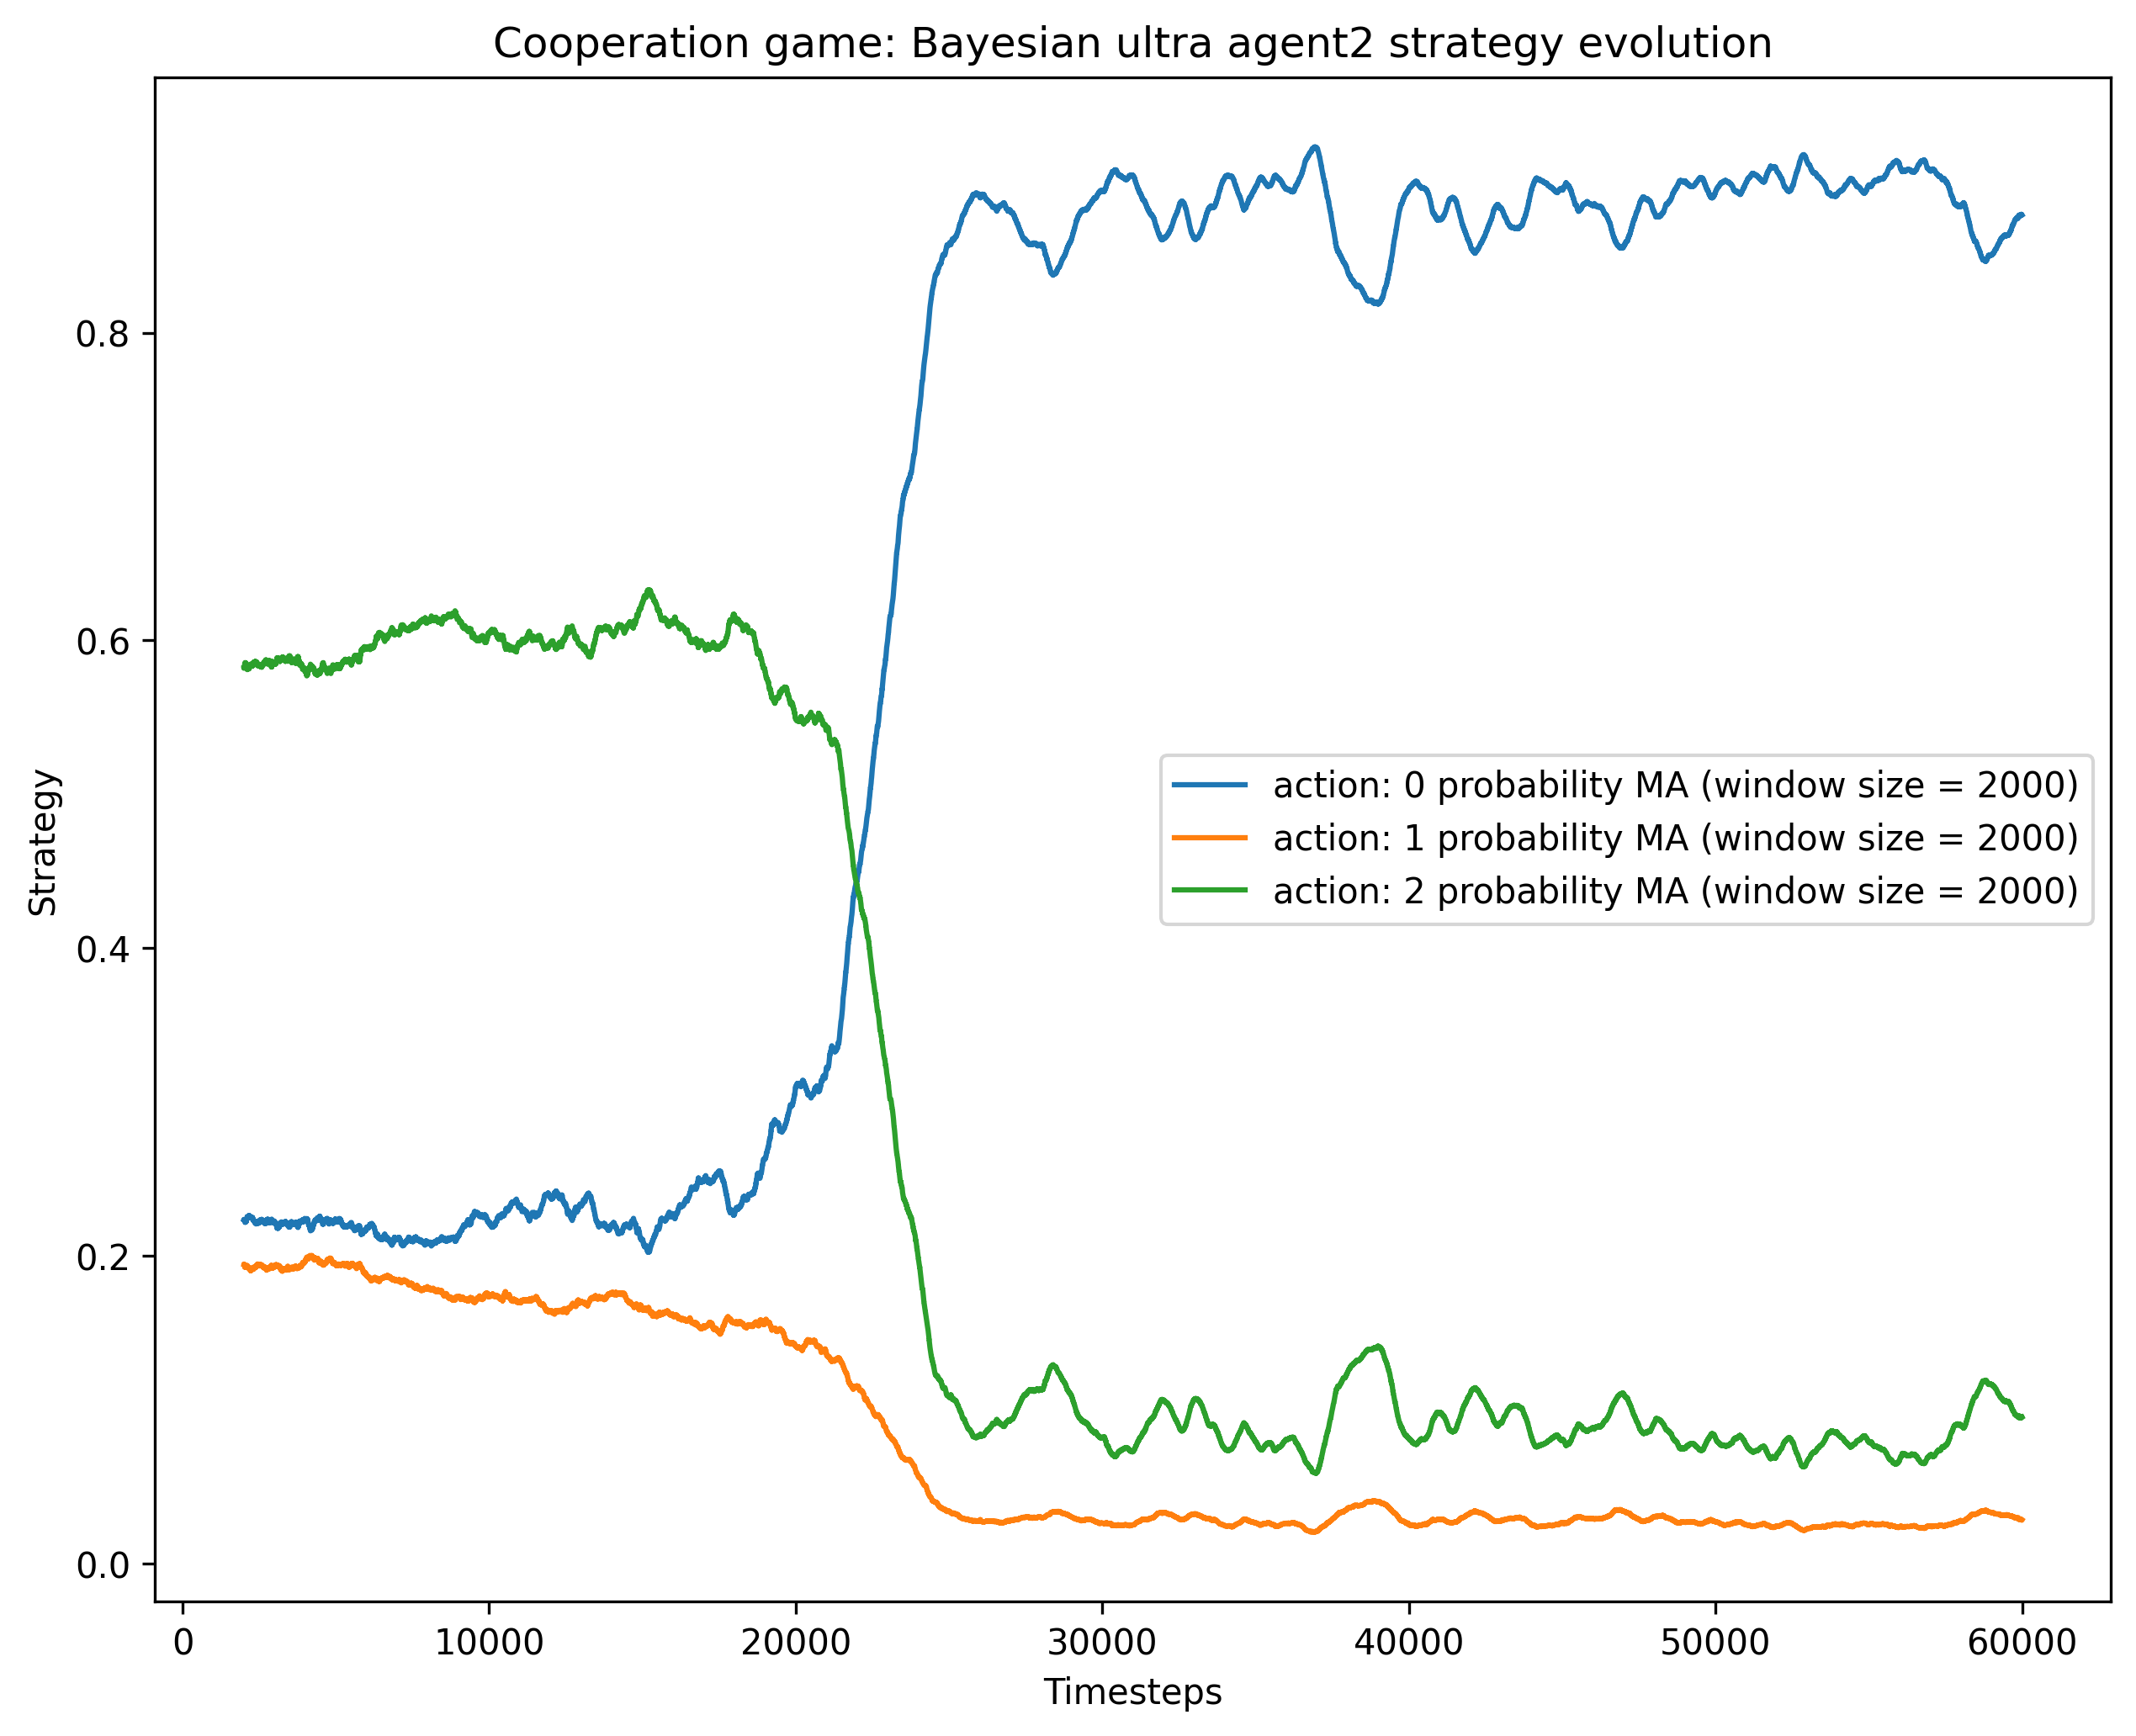 Cooperation game: Bayesian ultra agent2 strategy evolution
Strategy
0.8
0.6
0.4
0.2
0.0
action: 0 probability MA (window size = 2000)
action: 1 probability MA (window size = 2000)
action: 2 probability MA (window size = 2000)
0 10000 20000 30000 40000 50000 60000
Timesteps